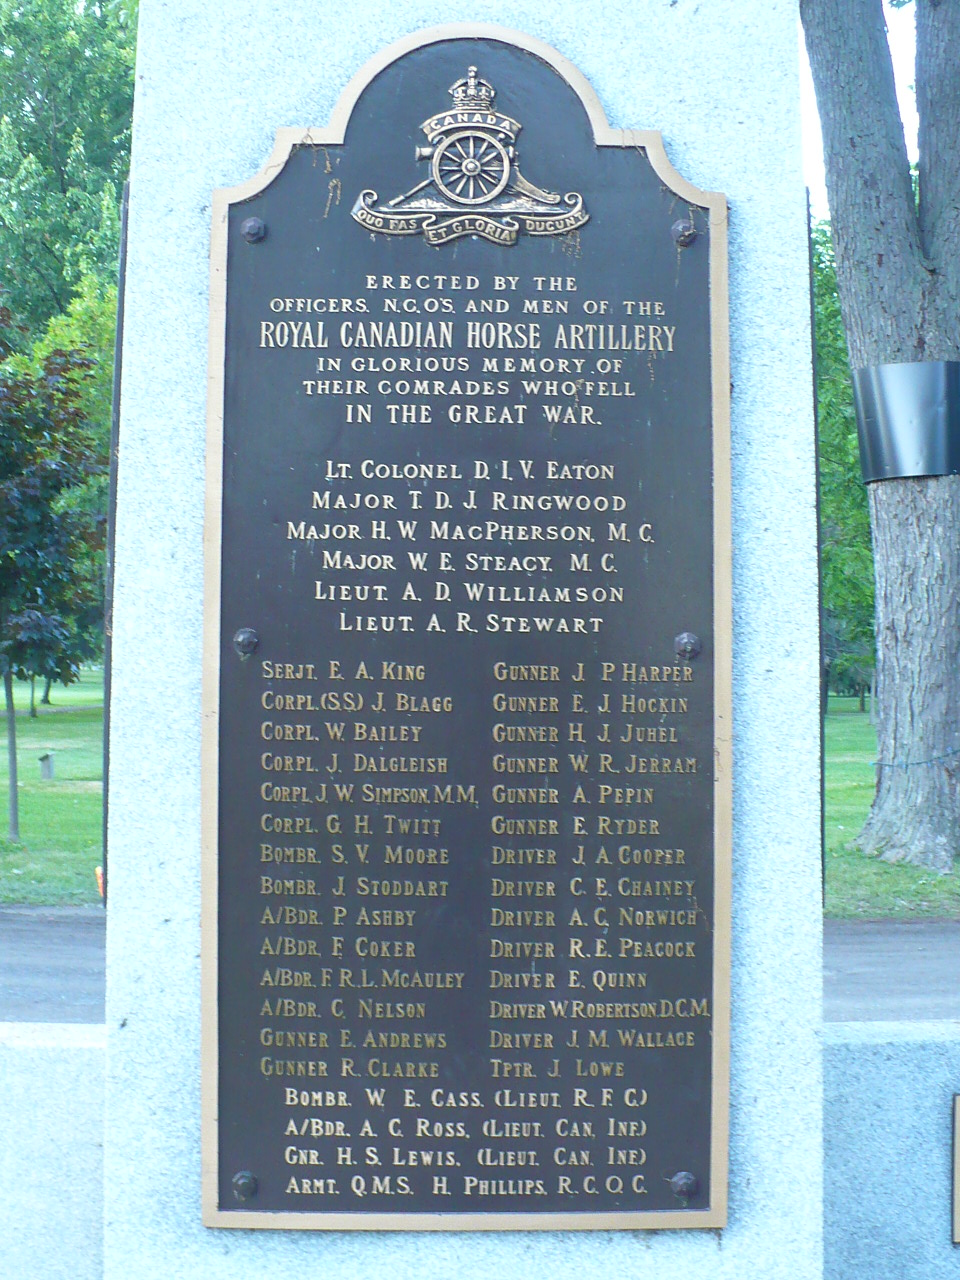 CANADA
QUO FAS ET GLORIA DUCUNT
ERECTED BY THE
OFFICERS, N.C.O'S. AND MEN OF THE
ROYAL CANADIAN HORSE ARTILLERY
IN GLORIOUS MEMORY OF
THEIR COMRADES WHO FELL
IN THE GREAT WAR.
LT. COLONEL D. I. V. EATON
MAJOR T. D. J. RINGWOOD
MAJOR H. W. MACPHERSON, M. C.
MAJOR W. E. STEACY. M. C.
LIEUT. A. D. WILLIAMSON
LIEUT. A. R. STEWART
SERJT. E. A. KING
CORPL. (S.S.) J. BLAGG
CORPL. W. BAILEY
CORPL. J. DALGLEISH
CORPL. J. W. SIMPSON, M.M.
CORPL. G. H. TWITT
BOMBR. S. V. MOORE
BOMBR. J. STODDART
A/BDR. P. ASHBY
A/BDR. F. COKER
A/BDR. F. R. L. MCAULEY
A/BDR. C. NELSON
GUNNER E. ANDREWS
GUNNER R. CLARKE
GUNNER J. P. HARPER
GUNNER E. J. HOCKIN
GUNNER H. J. JUHEL
GUNNER W. R. JERRAM
GUNNER A. PEPIN
GUNNER E. RYDER
DRIVER J. A. COOPER
DRIVER C. E. CHAINEY
DRIVER A. C. NORWICH
DRIVER R. E. PEACOCK
DRIVER E. QUINN
DRIVER W. ROBERTSON. D.C.M.
DRIVER J. M. WALLACE
TPTR. J. LOWE
BOMBR. W. E. CASS. (LIEUT. R. F. C.)
A/BDR. A. C. ROSS, (LIEUT. CAN. INF.)
GNR. H. S. LEWIS. (LIEUT. CAN. INF.)
ARMT. Q.M.S. H. PHILLIPS, R. C. O. C.